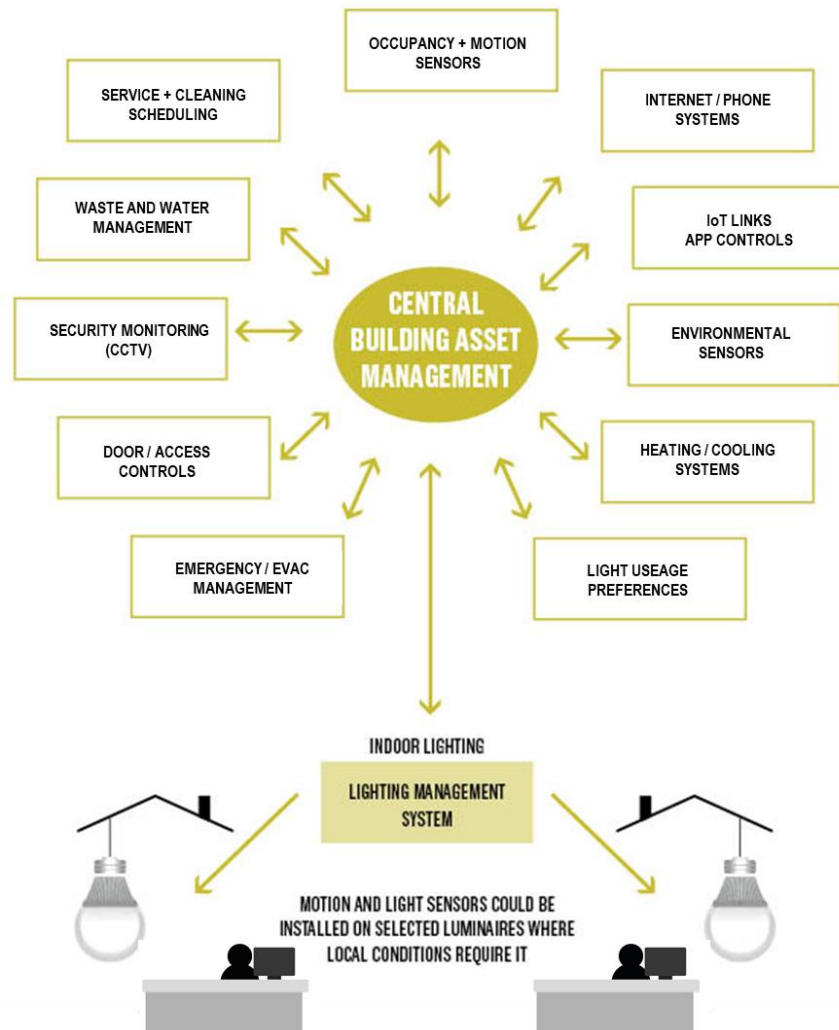 OCCUPANCY + MOTION
SENSORS
SERVICE + CLEANING
SCHEDULING
INTERNET / PHONE
SYSTEMS
WASTE AND WATER
MANAGEMENT
IoT LINKS
APP CONTROLS
CENTRAL
BUILDING ASSET
MANAGEMENT
SECURITY MONITORING
(CCTV)
ENVIRONMENTAL
SENSORS
DOOR / ACCESS
CONTROLS
HEATING / COOLING
SYSTEMS
EMERGENCY / EVAC
MANAGEMENT
LIGHT USEAGE
PREFERENCES
INDOOR LIGHTING
LIGHTING MANAGEMENT
SYSTEM
MOTION AND LIGHT SENSORS COULD BE
INSTALLED ON SELECTED LUMINAIRES WHERE
LOCAL CONDITIONS REQUIRE IT